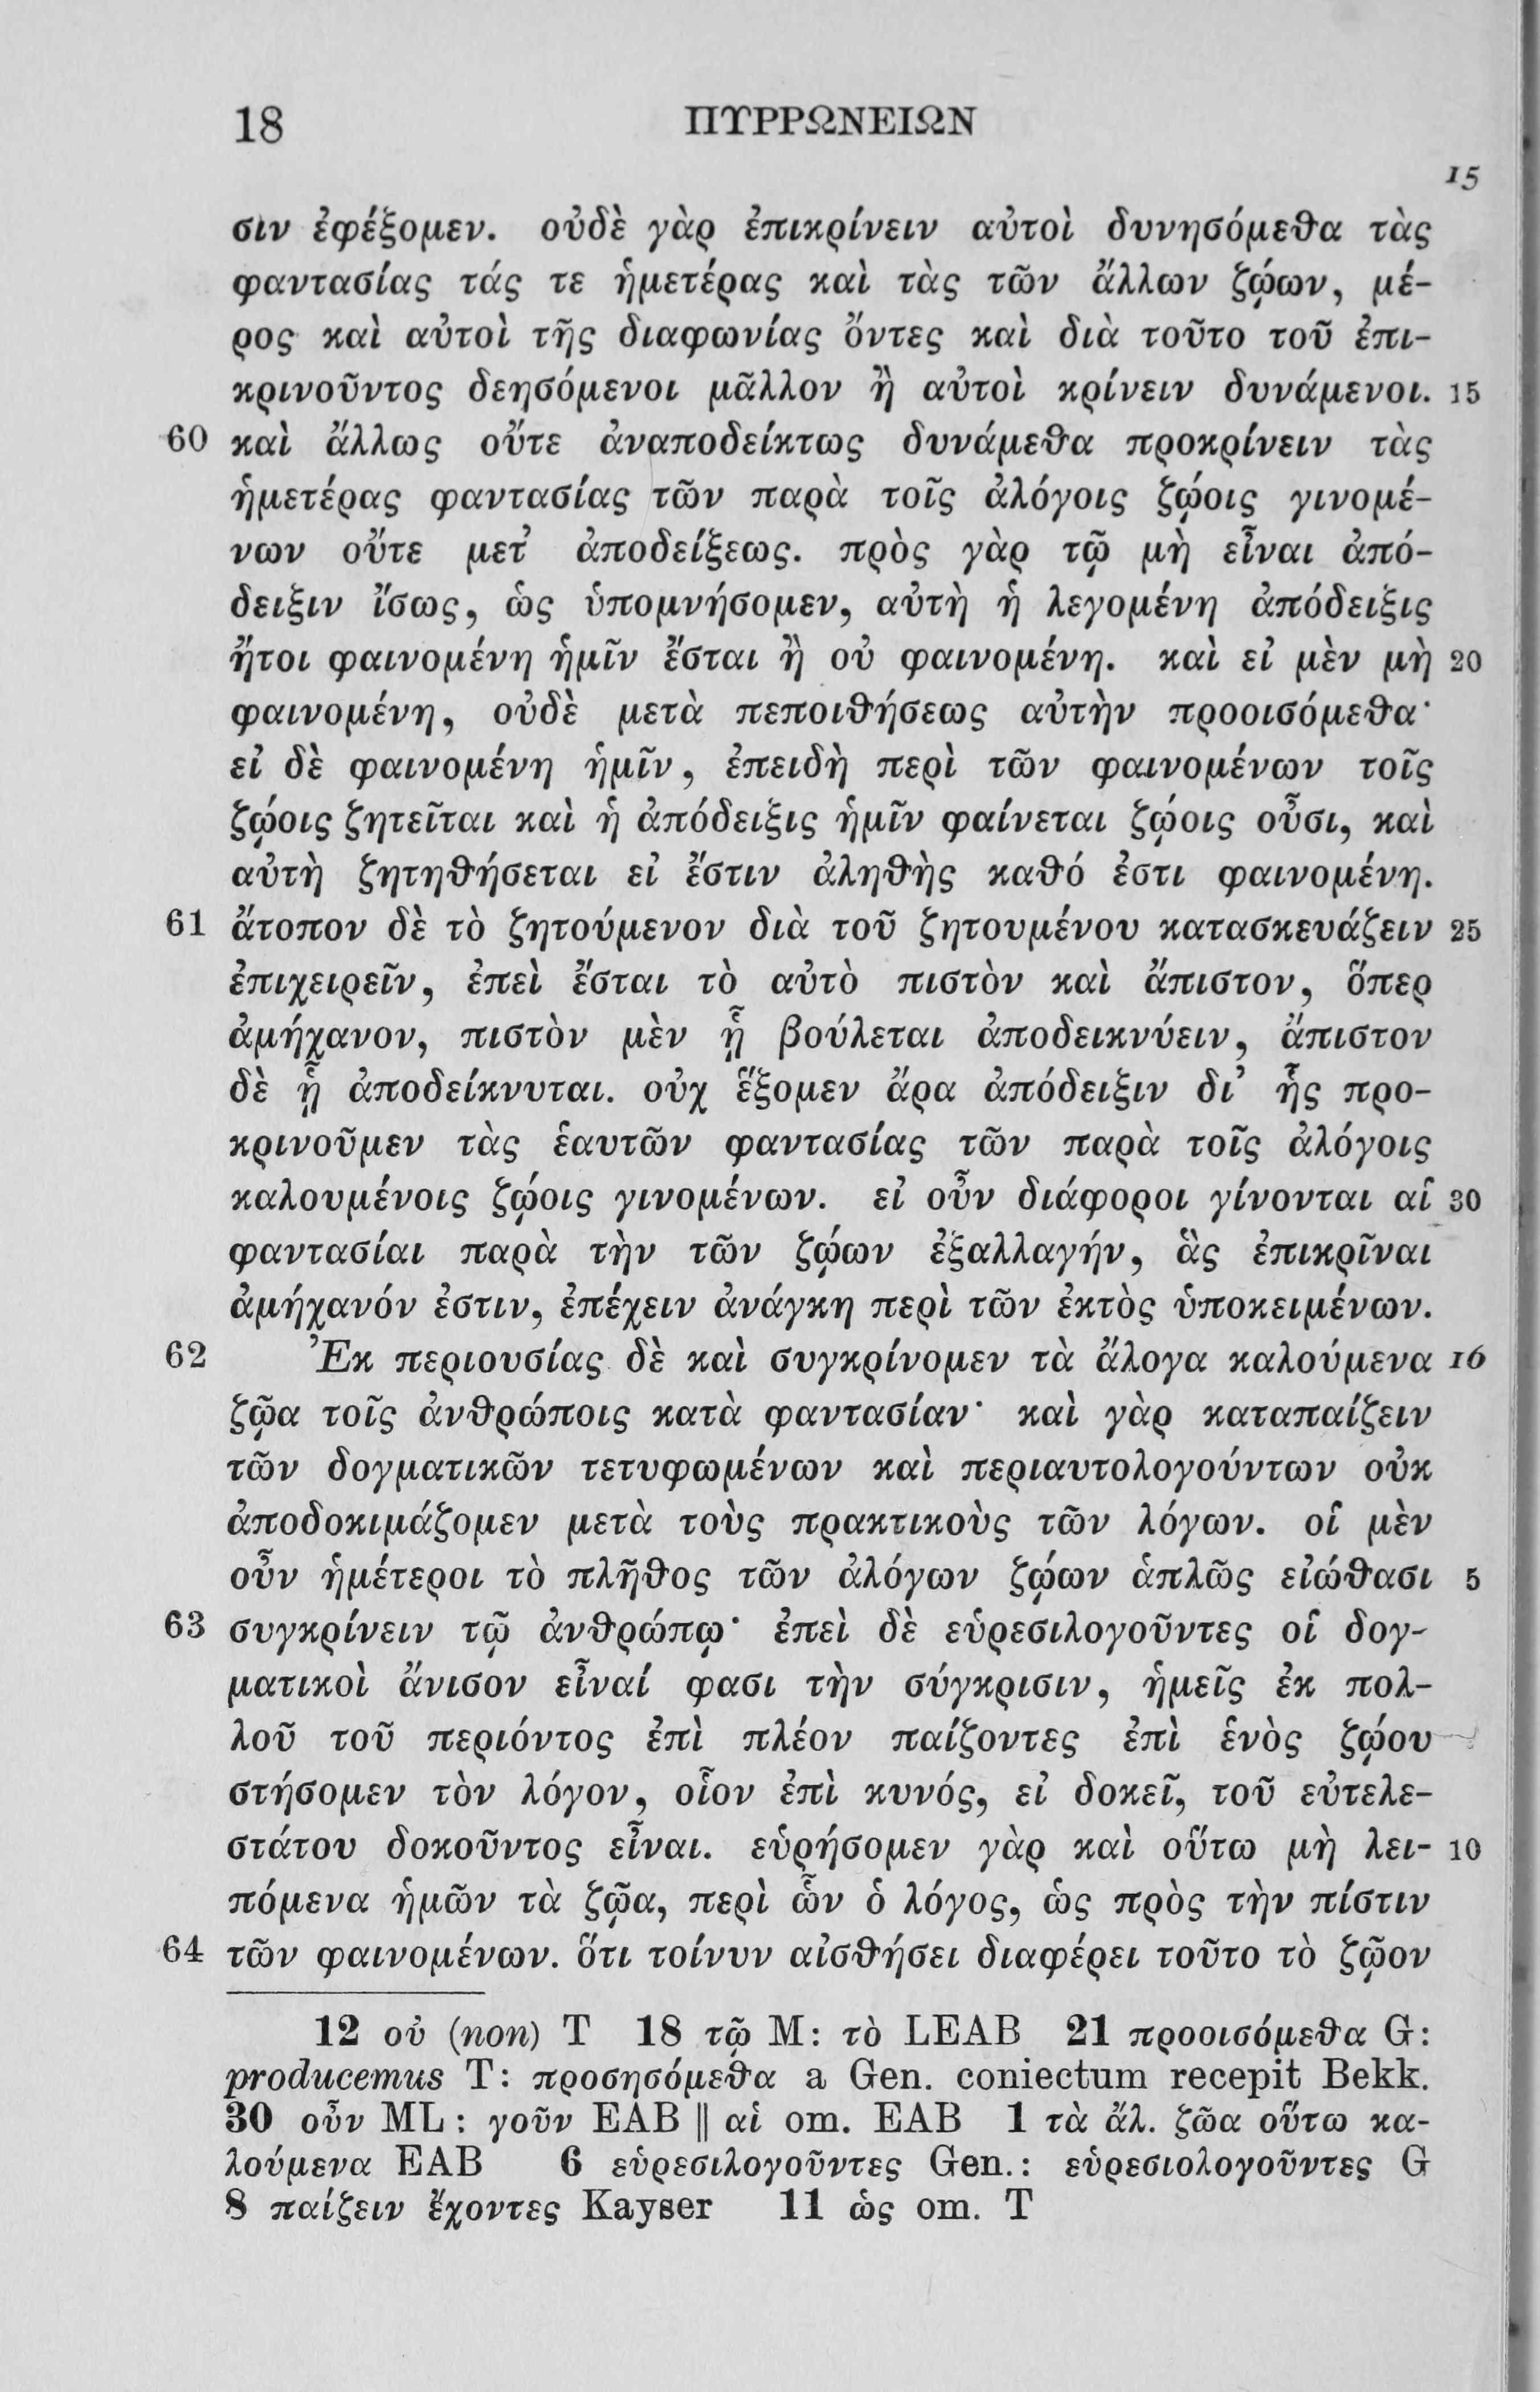 18 ΠΥΡΡΩΝΕΙΩΝ
15
σιν ἐφέξομεν. οὐδὲ γὰρ ἐπικρίνειν αὐτοὶ δυνησόμεθα τὰς
φαντασίας τάς τε ἡμετέρας καὶ τὰς τῶν ἄλλων ζῴων, μέ-
ρος καὶ αὐτοὶ τῆς διαφωνίας ὄντες καὶ διὰ τοῦτο τοῦ ἐπι-
κρινοῦντος δεησόμενοι μᾶλλον ἢ αὐτοὶ κρίνειν δυνάμενοι. 15
60 καὶ ἄλλως οὔτε ἀναποδείκτως δυνάμεθα προκρίνειν τὰς
ἡμετέρας φαντασίας τῶν παρὰ τοῖς ἀλόγοις ζῴοις γινομέ-
νων οὔτε μετ᾽ ἀποδείξεως. πρὸς γὰρ τῷ μὴ εἶναι ἀπό-
δειξιν ἴσως, ὡς ὑπομνήσομεν, αὐτὴ ἡ λεγομένη ἀπόδειξις
ἤτοι φαινομένη ἡμῖν ἔσται ἢ οὐ φαινομένη. καὶ εἰ μὲν μὴ 20
φαινομένη, οὐδὲ μετὰ πεποιθήσεως αὐτὴν προοισόμεθα·
εἰ δὲ φαινομένη ἡμῖν, ἐπειδὴ περὶ τῶν φαινομένων τοῖς
ζῴοις ζητεῖται καὶ ἡ ἀπόδειξις ἡμῖν φαίνεται ζῴοις οὖσι, καὶ
αὐτὴ ζητηθήσεται εἰ ἔστιν ἀληθὴς καθό ἐστι φαινομένη.
61 ἄτοπον δὲ τὸ ζητούμενον διὰ τοῦ ζητουμένου κατασκευάζειν 25
ἐπιχειρεῖν, ἐπεὶ ἔσται τὸ αὐτὸ πιστὸν καὶ ἄπιστον, ὅπερ
ἀμήχανον, πιστὸν μὲν ᾗ βούλεται ἀποδεικνύειν, ἄπιστον
δὲ ᾗ ἀποδείκνυται. οὐχ ἕξομεν ἄρα ἀπόδειξιν δι᾽ ἧς προ-
κρινοῦμεν τὰς ἑαυτῶν φαντασίας τῶν παρὰ τοῖς ἀλόγοις
καλουμένοις ζῴοις γινομένων. εἰ οὖν διάφοροι γίνονται αἱ 30
φαντασίαι παρὰ τὴν τῶν ζῴων ἐξαλλαγήν, ἃς ἐπικρῖναι
ἀμήχανόν ἐστιν, ἐπέχειν ἀνάγκη περὶ τῶν ἐκτὸς ὑποκειμένων.
62 Ἐκ περιουσίας δὲ καὶ συγκρίνομεν τὰ ἄλογα καλούμενα 16
ζῷα τοῖς ἀνθρώποις κατὰ φαντασίαν· καὶ γὰρ καταπαίζειν
τῶν δογματικῶν τετυφωμένων καὶ περιαυτολογούντων οὐκ
ἀποδοκιμάζομεν μετὰ τοὺς πρακτικοὺς τῶν λόγων. οἱ μὲν
οὖν ἡμέτεροι τὸ πλῆθος τῶν ἀλόγων ζῴων ἁπλῶς εἰώθασι 5
63 συγκρίνειν τῷ ἀνθρώπῳ· ἐπεὶ δὲ εὑρεσιλογοῦντες οἱ δογ-
ματικοὶ ἄνισον εἶναί φασι τὴν σύγκρισιν, ἡμεῖς ἐκ πολ-
λοῦ τοῦ περιόντος ἐπὶ πλέον παίζοντες ἐπὶ ἑνὸς ζῴου
στήσομεν τὸν λόγον, οἷον ἐπὶ κυνός, εἰ δοκεῖ, τοῦ εὐτελε-
στάτου δοκοῦντος εἶναι. εὑρήσομεν γὰρ καὶ οὕτω μὴ λει- 10
πόμενα ἡμῶν τὰ ζῷα, περὶ ὧν ὁ λόγος, ὡς πρὸς τὴν πίστιν
64 τῶν φαινομένων. ὅτι τοίνυν αἰσθήσει διαφέρει τοῦτο τὸ ζῷον
12 οὐ (non) T 18 τῷ M: τὸ LEAB 21 προοισόμεθα G:
producemus T: προσησόμεθα a Gen. coniectum recepit Bekk.
30 οὖν ML: γοῦν EAB || αἱ om. EAB 1 τὰ ἄλ. ζῶα οὕτω κα-
λούμενα EAB 6 εὑρεσιλογοῦντες Gen.: εὑρεσιολογοῦντες G
8 παίζειν ἔχοντες Kayser 11 ὡς om. T